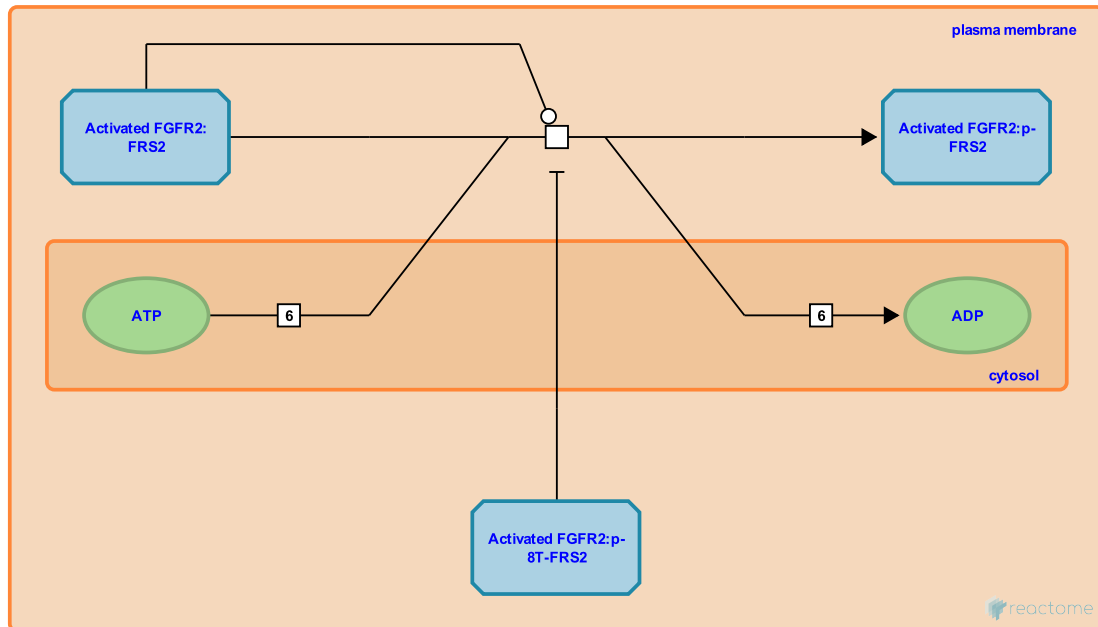 plasma membrane
Activated FGFR2:
FRS2
Activated FGFR2:p-
FRS2
ATP
6
6
ADP
cytosol
Activated FGFR2:p-
8T-FRS2
reactome